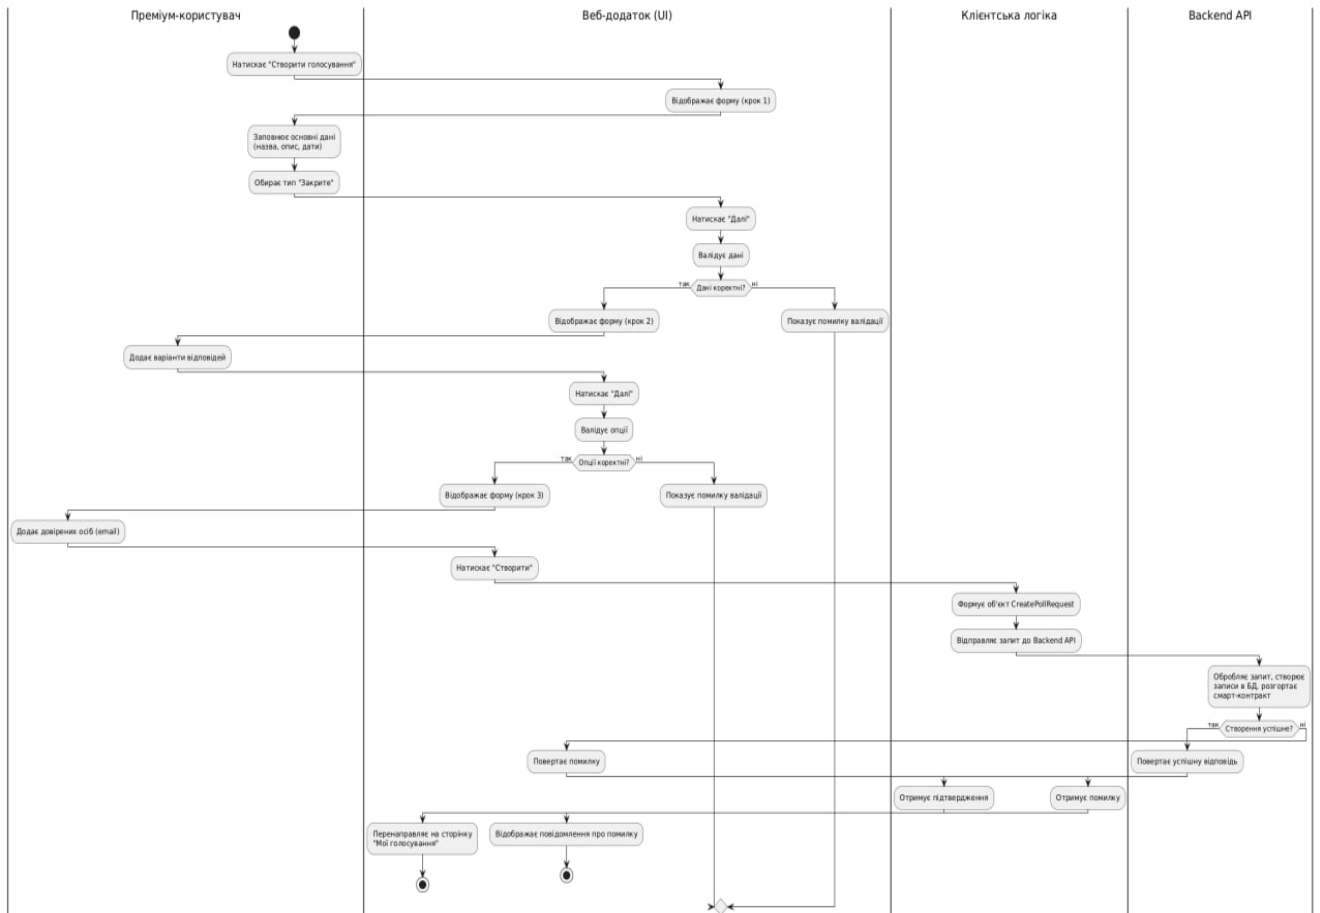 Преміум-користувач
Веб-додаток (UI)
Клієнтська логіка
Backend API
Натискає "Створити голосування"
Відображає форму (крок 1)
Заповнює основні дані
(назва, опис, дати)
Обирає тип "Закрите"
Натискає "Далі"
Валідує дані
так
Дані коректні?
ні
Відображає форму (крок 2)
Показує помилку валідації
Додає варіанти відповідей
Натискає "Далі"
Валідує опції
так
Опції коректні?
ні
Відображає форму (крок 3)
Показує помилку валідації
Додає довірених осіб (email)
Натискає "Створити"
Формує об'єкт CreatePollRequest
Відправляє запит до Backend API
Обробляє запит, створює
записи в БД, розгортає
смарт-контракт
так
Створення успішне?
ні
Повертає помилку
Повертає успішну відповідь
Отримує підтвердження
Отримує помилку
Перенаправляє на сторінку
"Мої голосування"
Відображає повідомлення про помилку